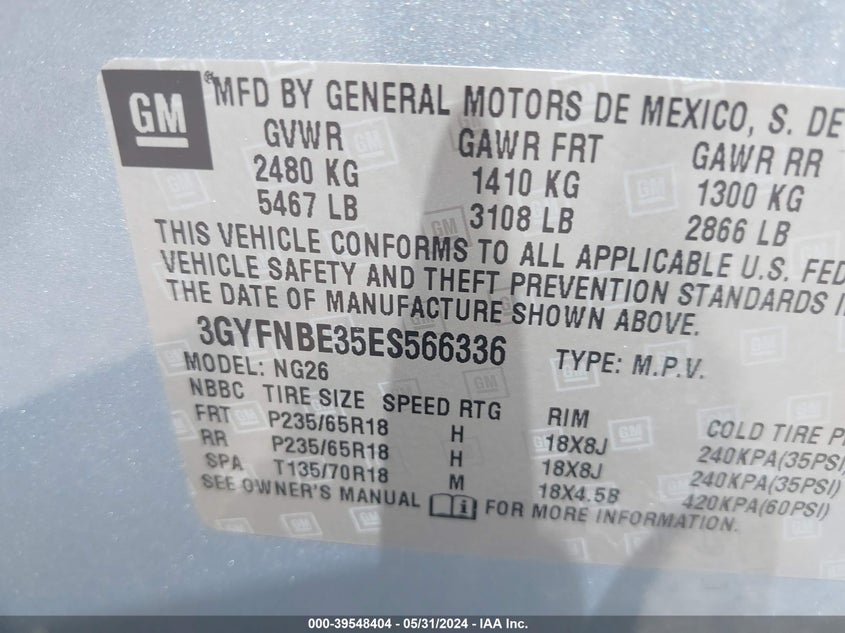 GM
® MFD BY GENERAL MOTORS DE MEXICO, S. DE
GVWR GAWR FRT GAWR RR
2480 KG 1410 KG 1300 KG
5467 LB 3108 LB 2866 LB
THIS VEHICLE CONFORMS TO ALL APPLICABLE U.S. FED
VEHICLE SAFETY AND THEFT PREVENTION STANDARDS I
THE DATE OF MANUFACTURE SHOWN ABOVE.
3GYFNBE35ES566336 TYPE: M.P.V.
MODEL: NG26
NBBC TIRE SIZE SPEED RTG RIM COLD TIRE P
FRT P235/65R18 H 18X8J 240KPA(35PSI)
RR P235/65R18 H 18X8J 240KPA(35PSI)
SPA T135/70R18 M 18X4.5B 420KPA(60PSI)
SEE OWNER'S MANUAL FOR MORE INFORMATION.
000-39548404 / 05/31/2024 - IAA Inc.